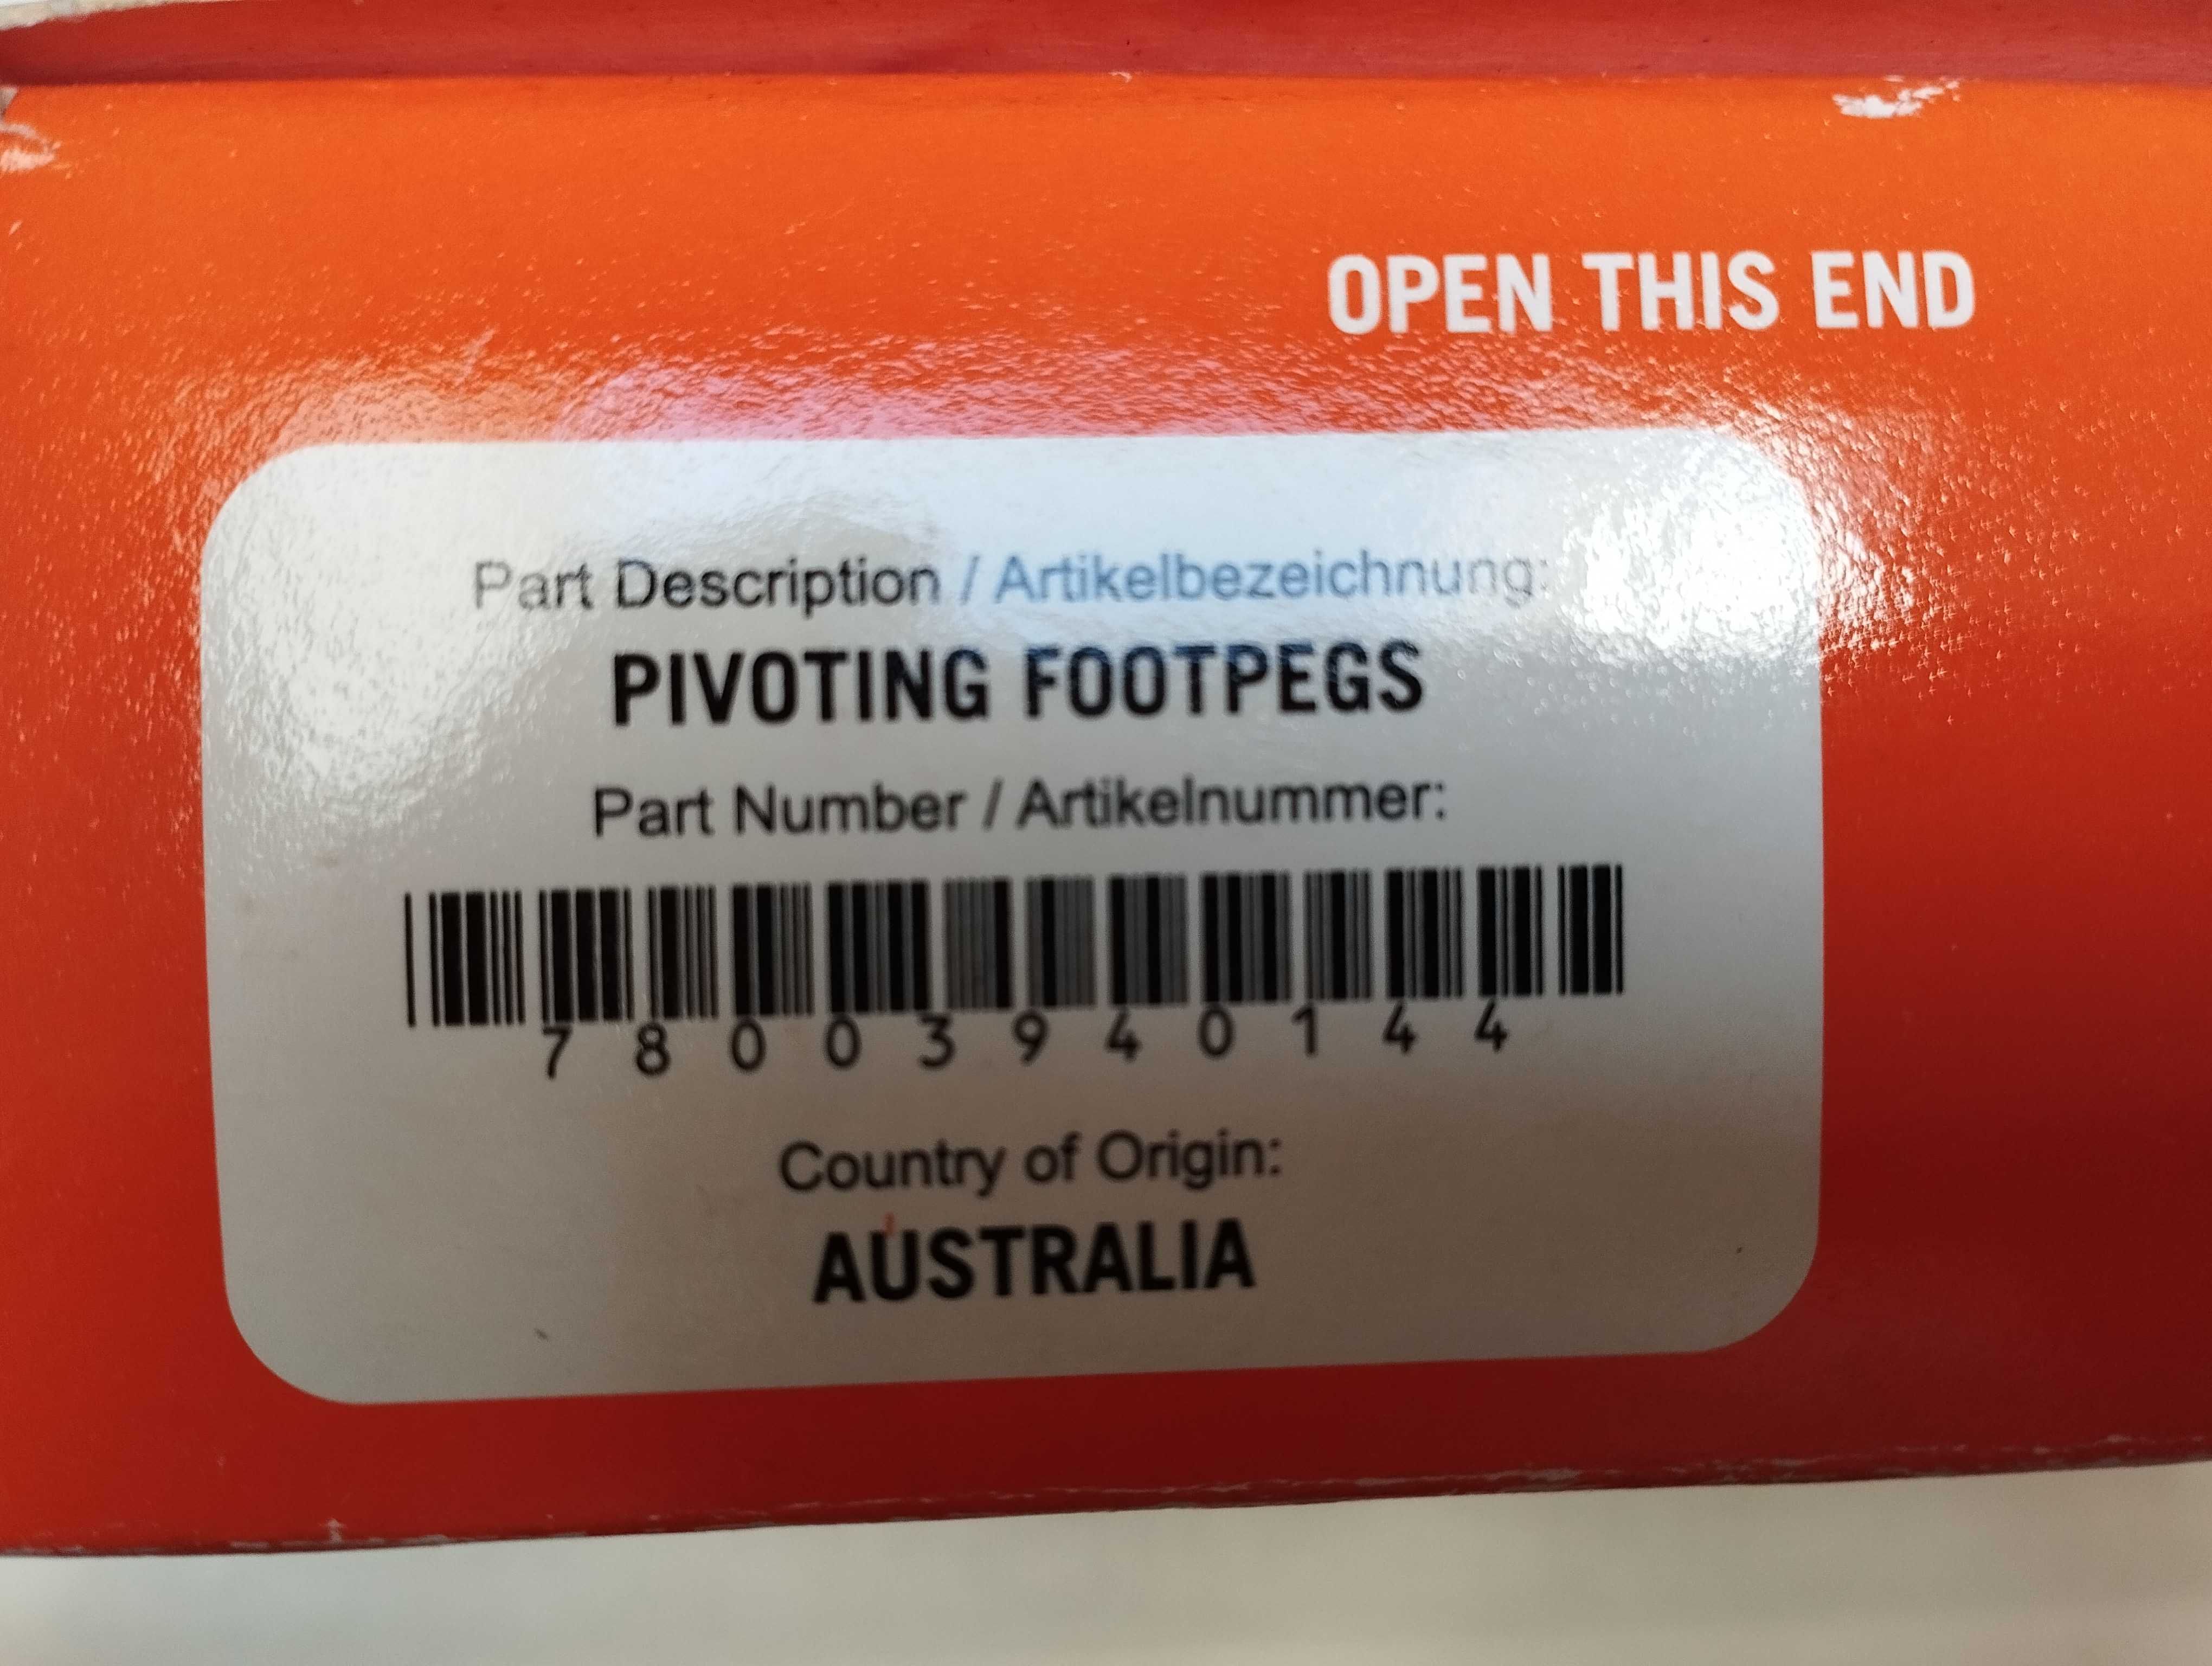 OPEN THIS END
Part Description / Artikelbezeichnung:
PIVOTING FOOTPEGS
Part Number / Artikelnummer:
78003940144
Country of Origin:
AUSTRALIA